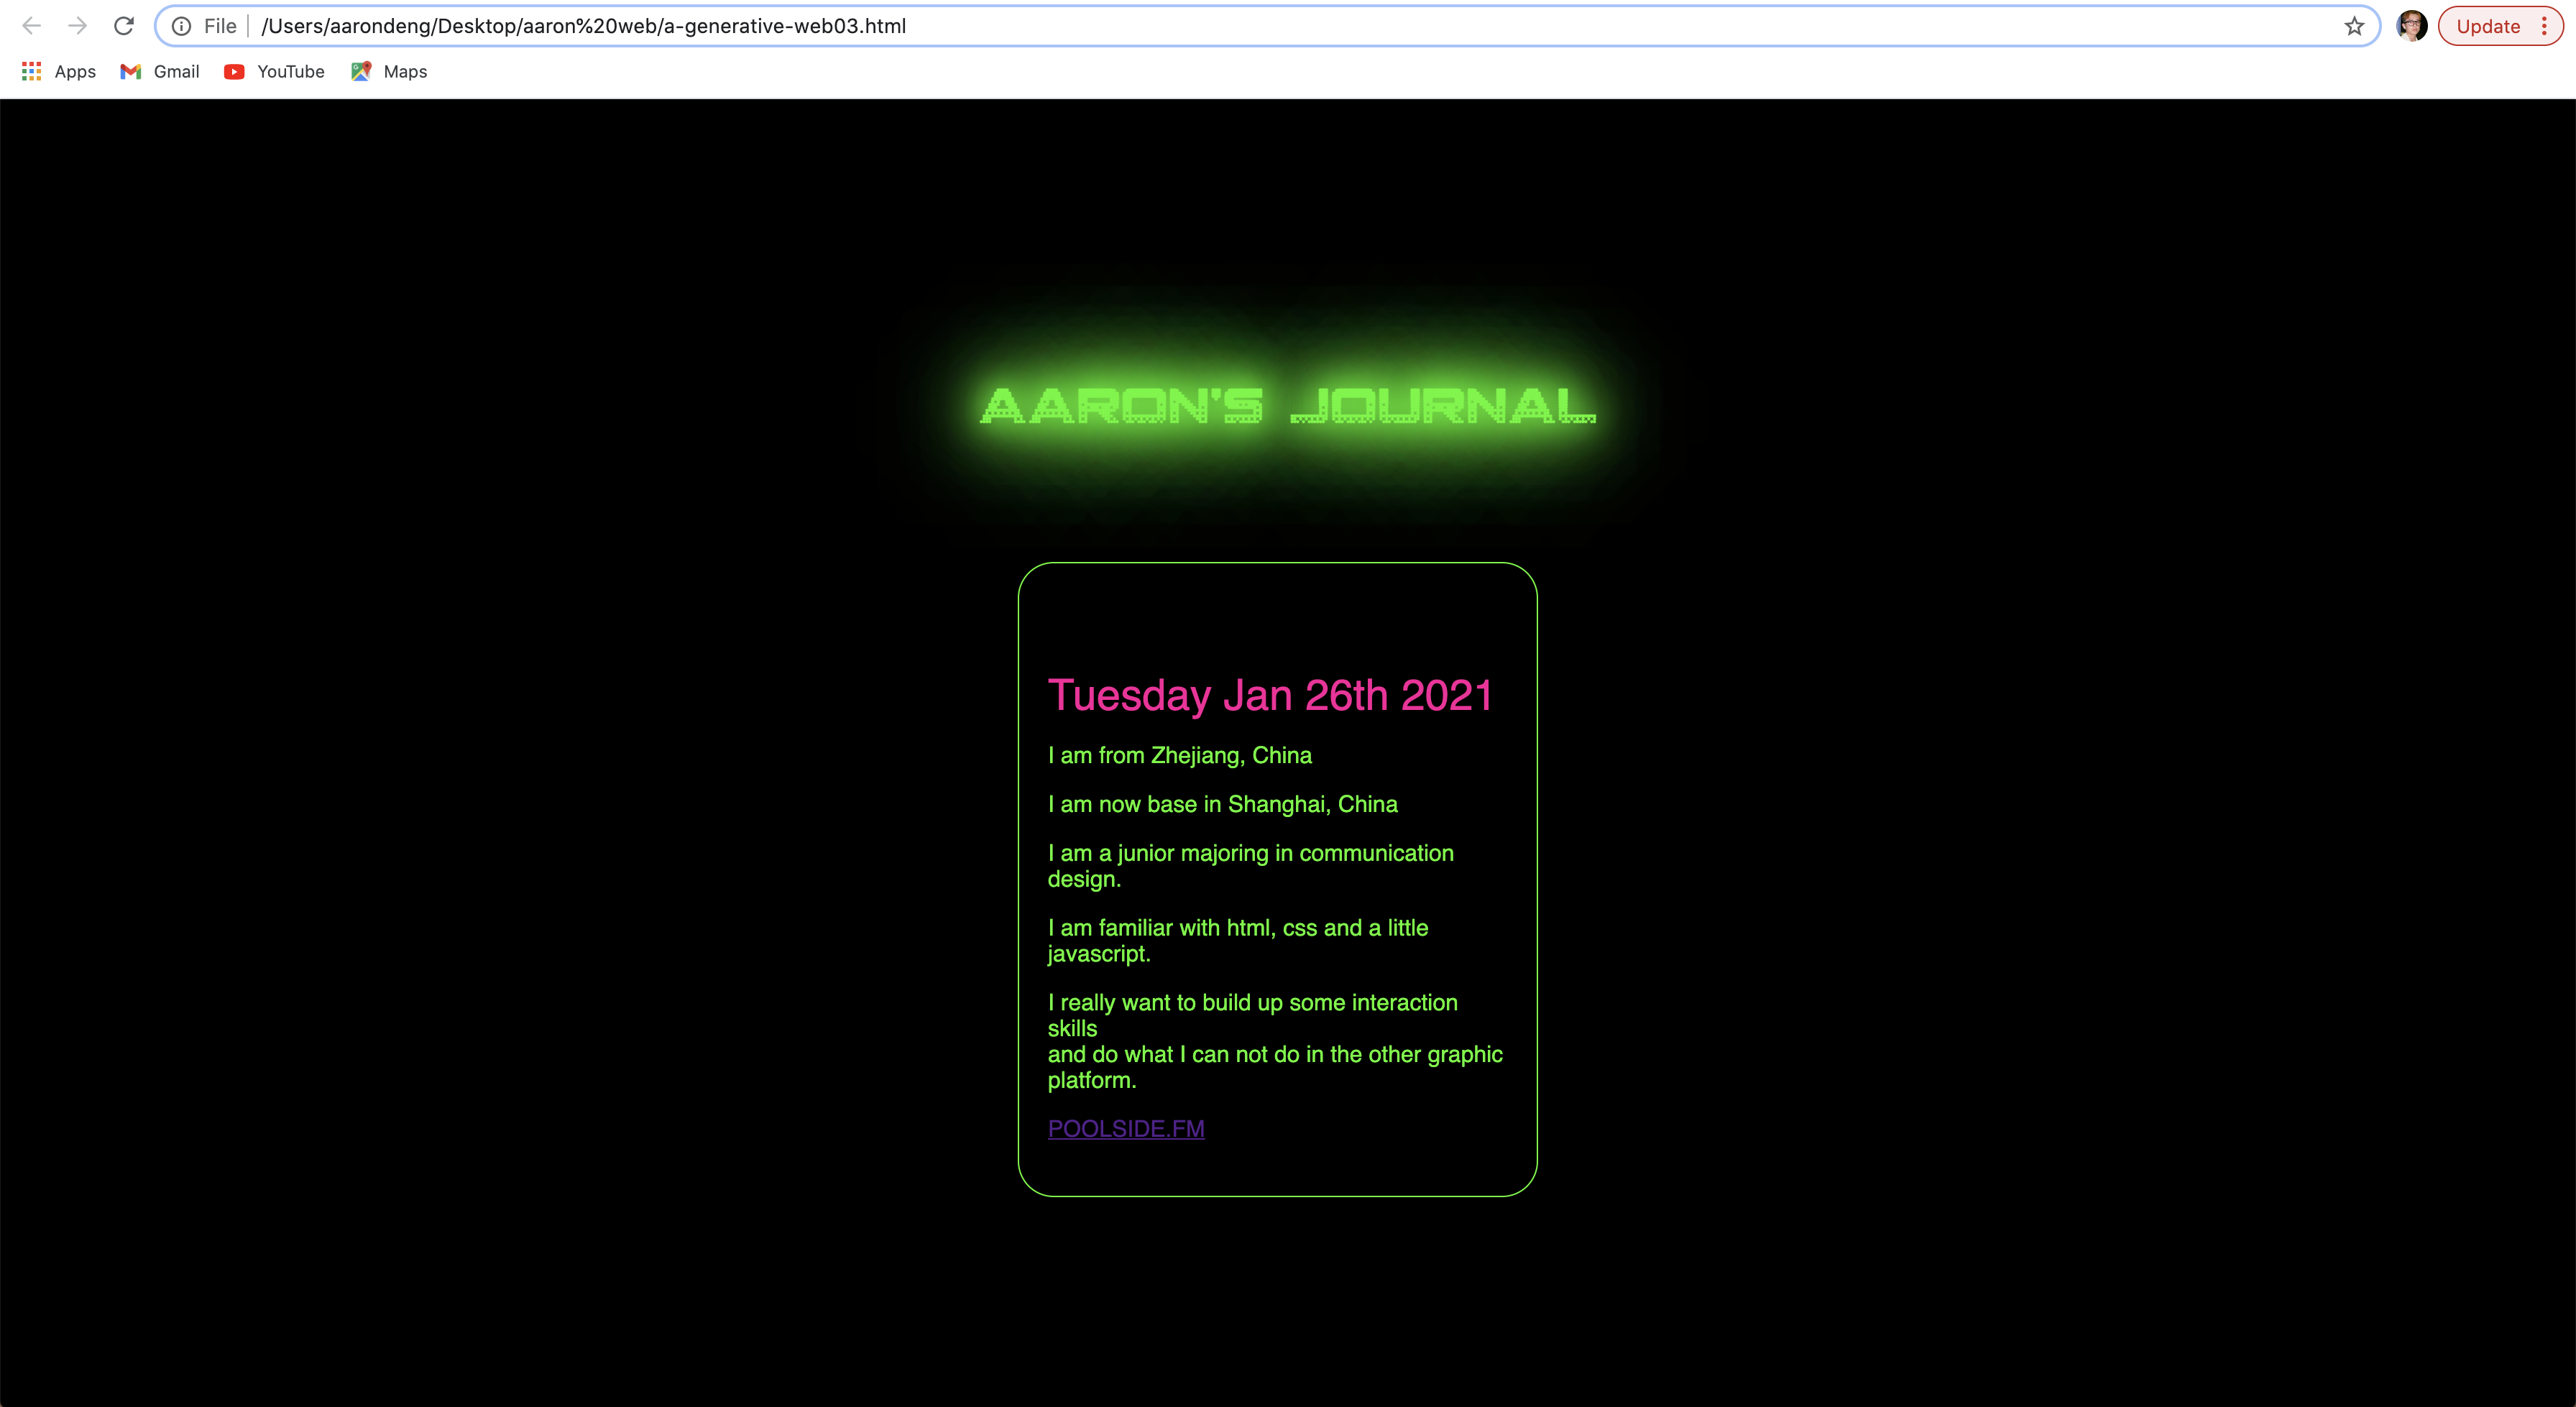 File | /Users/aarondeng/Desktop/aaron%20web/a-generative-web03.html
Update
Apps Gmail YouTube Maps
AARON'S JOURNAL
Tuesday Jan 26th 2021
I am from Zhejiang, China
I am now base in Shanghai, China
I am a junior majoring in communication
design.
I am familiar with html, css and a little
javascript.
I really want to build up some interaction
skills
and do what I can not do in the other graphic
platform.
POOLSIDE.FM